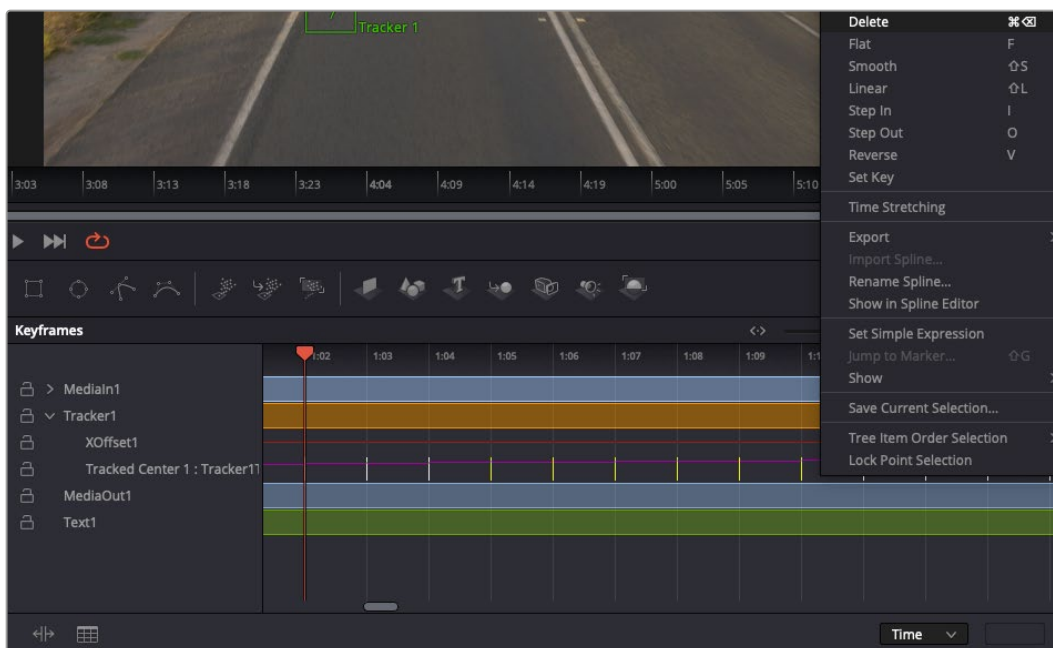 Tracker 1
Delete ⌘⌫
Flat F
Smooth ⇧S
Linear ⇧L
Step In I
Step Out O
Reverse V
Set Key
Time Stretching
Export
Import Spline...
Rename Spline...
Show in Spline Editor
Set Simple Expression
Jump to Marker... ⇧G
Show
Save Current Selection...
Tree Item Order Selection
Lock Point Selection
3:03 3:08 3:13 3:18 3:23 4:04 4:09 4:14 4:19 5:00 5:05 5:10
Keyframes
1:02 1:03 1:04 1:05 1:06 1:07 1:08 1:09
MediaIn1
Tracker1
XOffset1
Tracked Center 1 : Tracker1
MediaOut1
Text1
Time